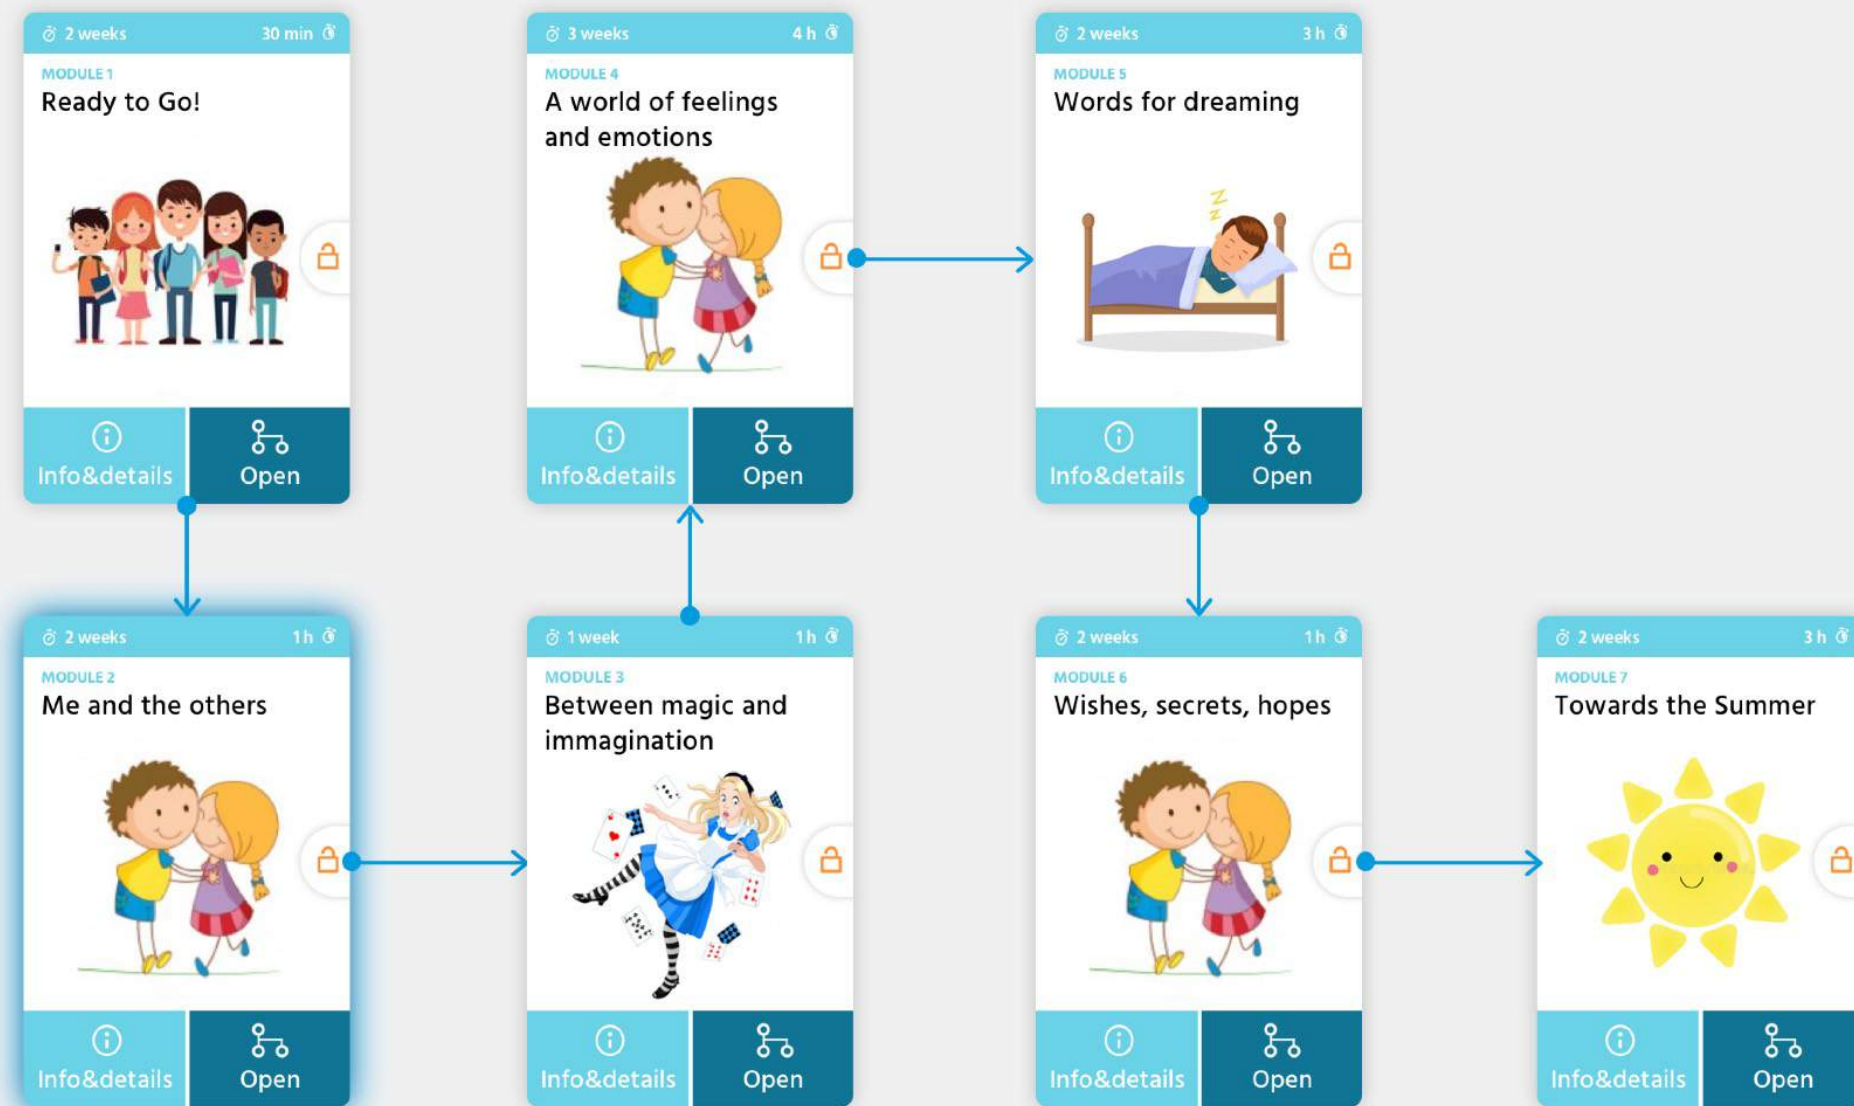 2 weeks 30 min
MODULE 1
Ready to Go!
Info&details Open
2 weeks 1 h
MODULE 2
Me and the others
Info&details Open
1 week 1 h
MODULE 3
Between magic and
immagination
Info&details Open
3 weeks 4 h
MODULE 4
A world of feelings
and emotions
Info&details Open
2 weeks 3 h
MODULE 5
Words for dreaming
Z
Z
Info&details Open
2 weeks 1 h
MODULE 6
Wishes, secrets, hopes
Info&details Open
2 weeks 3 h
MODULE 7
Towards the Summer
Info&details Open